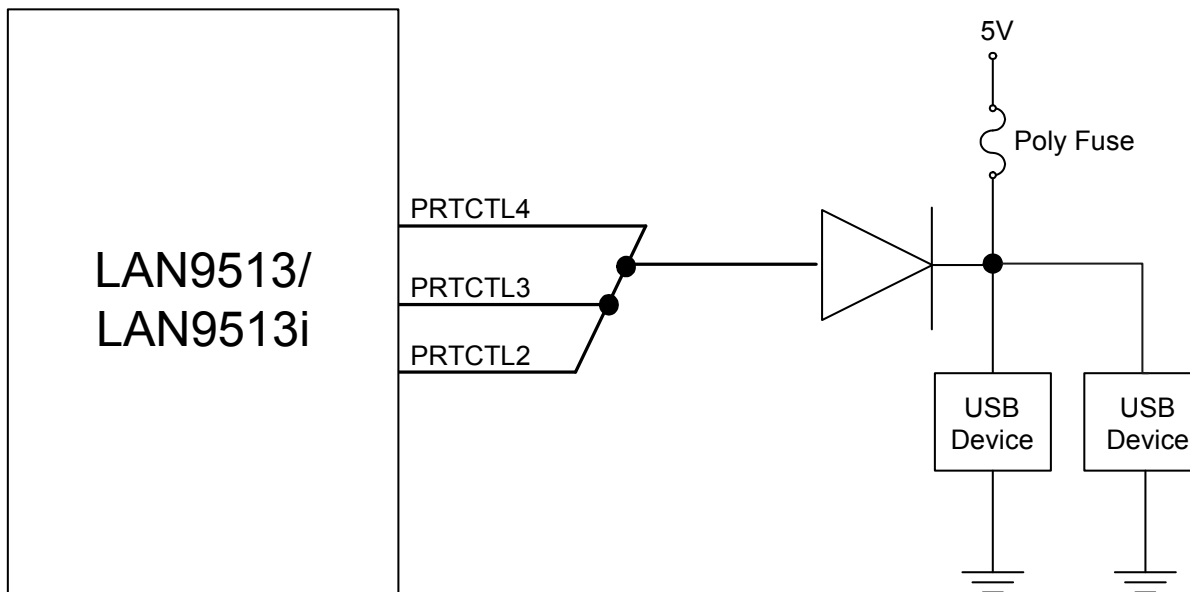 5V
Poly Fuse
PRTCTL4
LAN9513/
LAN9513i
PRTCTL3
PRTCTL2
USB
Device
USB
Device